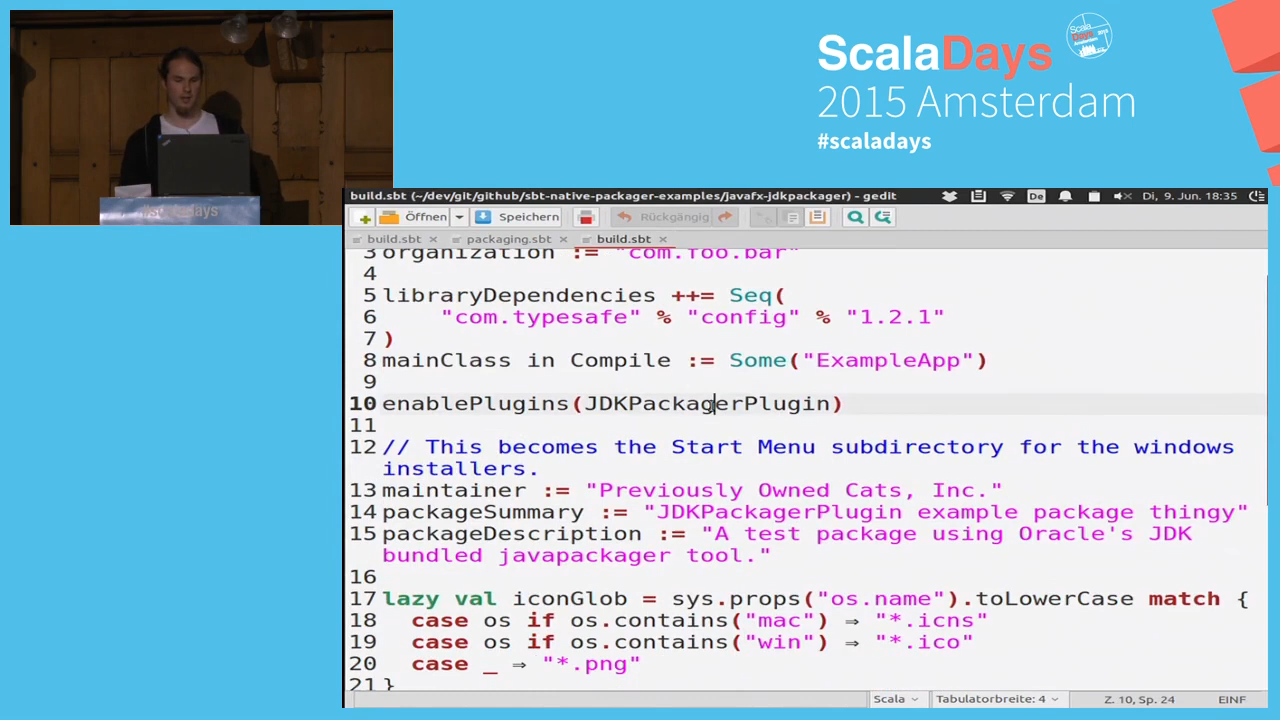 ScalaDays
2015 Amsterdam
#scaladays
Scala
Days
#scaladays
build.sbt (~/dev/git/github/sbt-native-packager-examples/javafx-jdkpackager) - gedit
De
Di, 9. Jun. 18:35
Öffnen
Speichern
Rückgängig
build.sbt
packaging.sbt
build.sbt
3 organization := "com.foo.bar"
4
5 libraryDependencies ++= Seq(
6 "com.typesafe" % "config" % "1.2.1"
7 )
8 mainClass in Compile := Some("ExampleApp")
9
10 enablePlugins(JDKPackagerPlugin)
11
12 // This becomes the Start Menu subdirectory for the windows
installers.
13 maintainer := "Previously Owned Cats, Inc."
14 packageSummary := "JDKPackagerPlugin example package thingy"
15 packageDescription := "A test package using Oracle's JDK
bundled javapackager tool."
16
17 lazy val iconGlob = sys.props("os.name").toLowerCase match {
18 case os if os.contains("mac") ⇒ "*.icns"
19 case os if os.contains("win") ⇒ "*.ico"
20 case _ ⇒ "*.png"
21 }
Scala
Tabulatorbreite: 4
Z. 10, Sp. 24
EINF